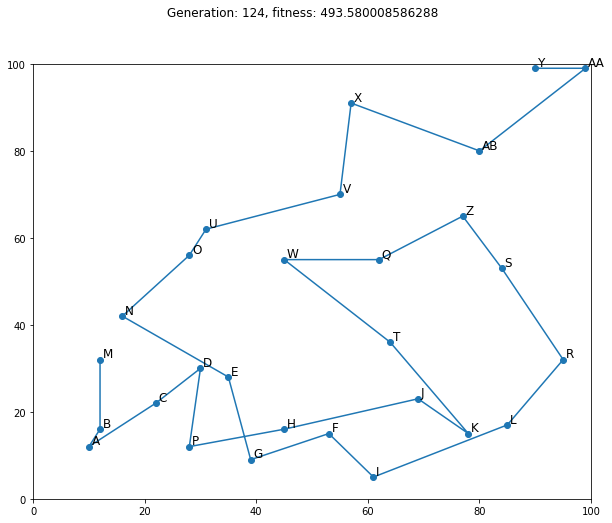 Generation: 124, fitness: 493.580008586288
100
Y
AA
X
AB
80
V
Z
U
60
O
W
Q
S
N
40
T
M
R
D
E
J
C
20
B
H
L
F
K
A
P
G
I
0
0
20
40
60
80
100